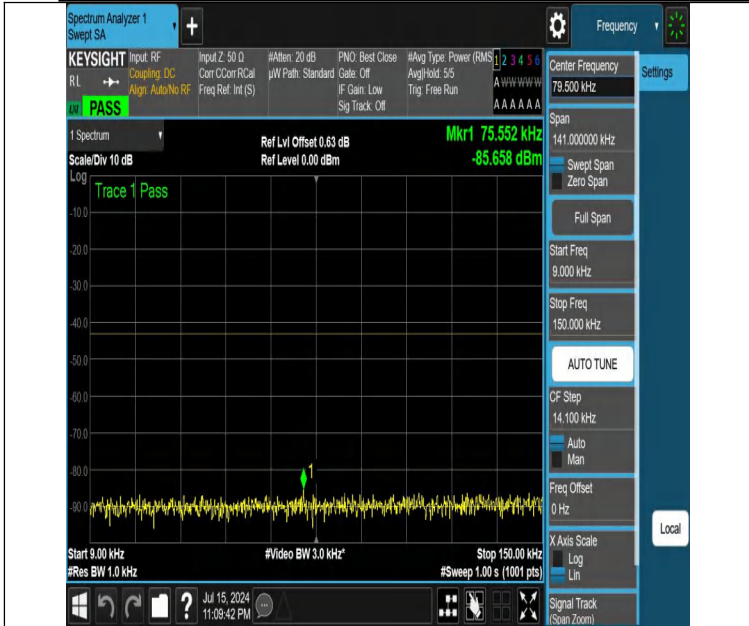 Spectrum Analyzer 1
Swept SA
+
Frequency
KEYSIGHT
RL
LXI
PASS
Input: RF
Coupling: DC
Align: Auto/No RF
Input Z: 50 Ω
Corr CCorr RCal
Freq Ref: Int (S)
#Atten: 20 dB
µW Path: Standard
PNO: Best Close
Gate: Off
IF Gain: Low
Sig Track: Off
#Avg Type: Power (RMS
Avg|Hold: 5/5
Trig: Free Run
1 2 3 4 5 6
A W W W W W
A A A A A A
1 Spectrum
Scale/Div 10 dB
Ref Lvl Offset 0.63 dB
Ref Level 0.00 dBm
Mkr1 75.552 kHz
-85.658 dBm
Log
Trace 1 Pass
-10.0
-20.0
-30.0
-40.0
-50.0
-60.0
-70.0
-80.0
-90.0
1
Start 9.00 kHz
#Video BW 3.0 kHz*
Stop 150.00 kHz
#Res BW 1.0 kHz
#Sweep 1.00 s (1001 pts)
?
Jul 15, 2024
11:09:42 PM
Center Frequency
79.500 kHz
Settings
Span
141.000000 kHz
Swept Span
Zero Span
Full Span
Start Freq
9.000 kHz
Stop Freq
150.000 kHz
AUTO TUNE
CF Step
14.100 kHz
Auto
Man
Freq Offset
0 Hz
X Axis Scale
Log
Lin
Local
Signal Track
(Span Zoom)